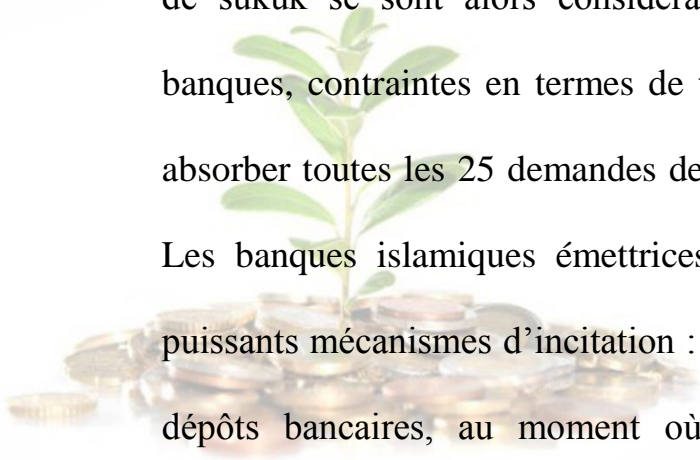 de sukuk se sont alors
banques, contraintes en termes de
absorber toutes les 25 demandes de
Les banques islamiques émettrices
puissants mécanismes d’incitation :
dépôts bancaires, au moment où